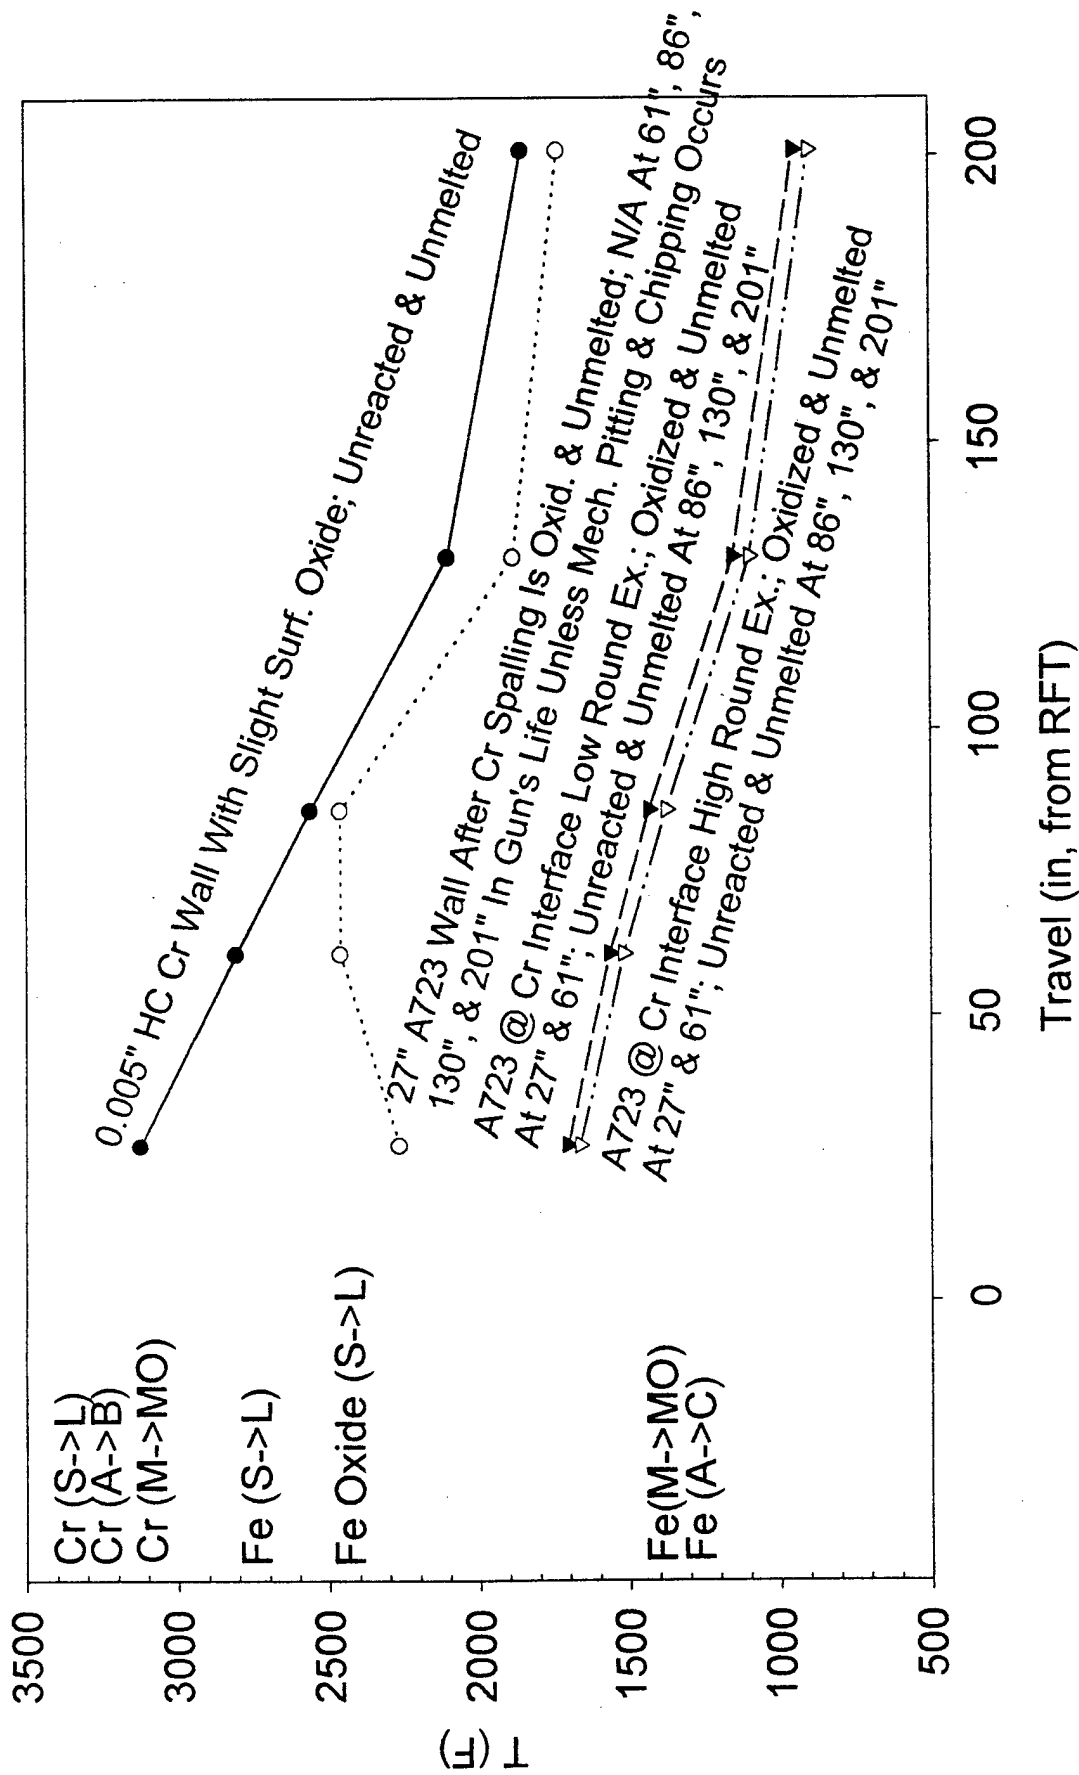 3500
3000
2500
2000
1500
1000
500
T (F)
Cr (S->L)
Cr (A->B)
Cr (M->MO)
Fe (S->L)
Fe Oxide (S->L)
Fe(M->MO)
Fe (A->C)
0.005" HC Cr Wall With Slight Surf. Oxide; Unreacted & Unmelted
27" A723 Wall After Cr Spalling Is Oxid. & Unmelted; N/A At 61", 86",
130", & 201" In Gun's Life Unless Mech. Pitting & Chipping Occurs
A723 @ Cr Interface Low Round Ex.; Oxidized & Unmelted
At 27" & 61"; Unreacted & Unmelted At 86", 130", & 201"
A723 @ Cr Interface High Round Ex.; Oxidized & Unmelted
At 27" & 61"; Unreacted & Unmelted At 86", 130", & 201"
0
50
100
150
200
Travel (in, from RFT)